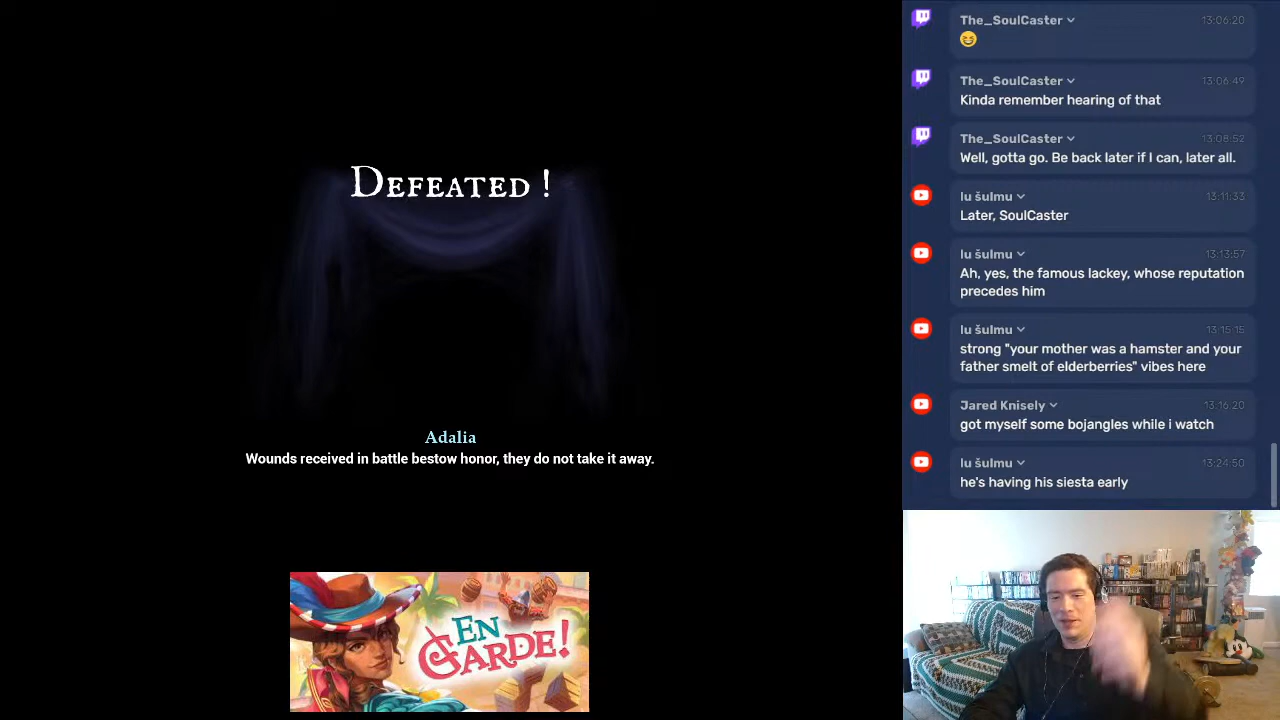 DEFEATED !
Adalia
Wounds received in battle bestow honor, they do not take it away.
EN
GARDE!
The_SoulCaster 13:06:20
😆
The_SoulCaster 13:06:49
Kinda remember hearing of that
The_SoulCaster 13:08:52
Well, gotta go. Be back later if I can, later all.
lu šulmu 13:11:33
Later, SoulCaster
lu šulmu 13:13:57
Ah, yes, the famous lackey, whose reputation
precedes him
lu šulmu 13:15:15
strong "your mother was a hamster and your
father smelt of elderberries" vibes here
Jared Knisely 13:16:20
got myself some bojangles while i watch
lu šulmu 13:24:50
he's having his siesta early